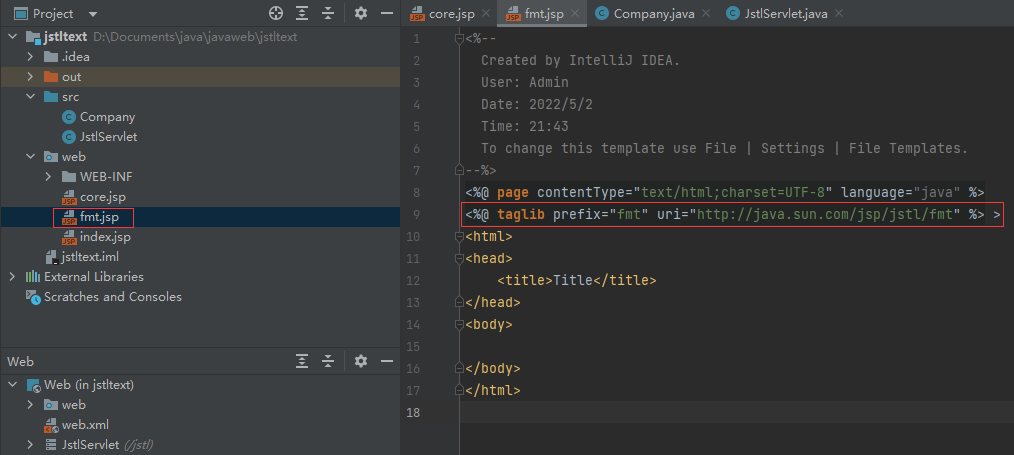 Project
jstltext D:\Documents\java\javaweb\jstltext
.idea
out
src
Company
JstlServlet
web
WEB-INF
core.jsp
fmt.jsp
index.jsp
jstltext.iml
External Libraries
Scratches and Consoles
Web
Web (in jstltext)
web
web.xml
JstlServlet (/jstl)
core.jsp fmt.jsp Company.java JstlServlet.java
1 <%--
2 Created by IntelliJ IDEA.
3 User: Admin
4 Date: 2022/5/2
5 Time: 21:43
6 To change this template use File | Settings | File Templates.
7 --%>
8 <%@ page contentType="text/html;charset=UTF-8" language="java" %>
9 <%@ taglib prefix="fmt" uri="http://java.sun.com/jsp/jstl/fmt" %> >
10 <html>
11 <head>
12 <title>Title</title>
13 </head>
14 <body>
15
16 </body>
17 </html>
18